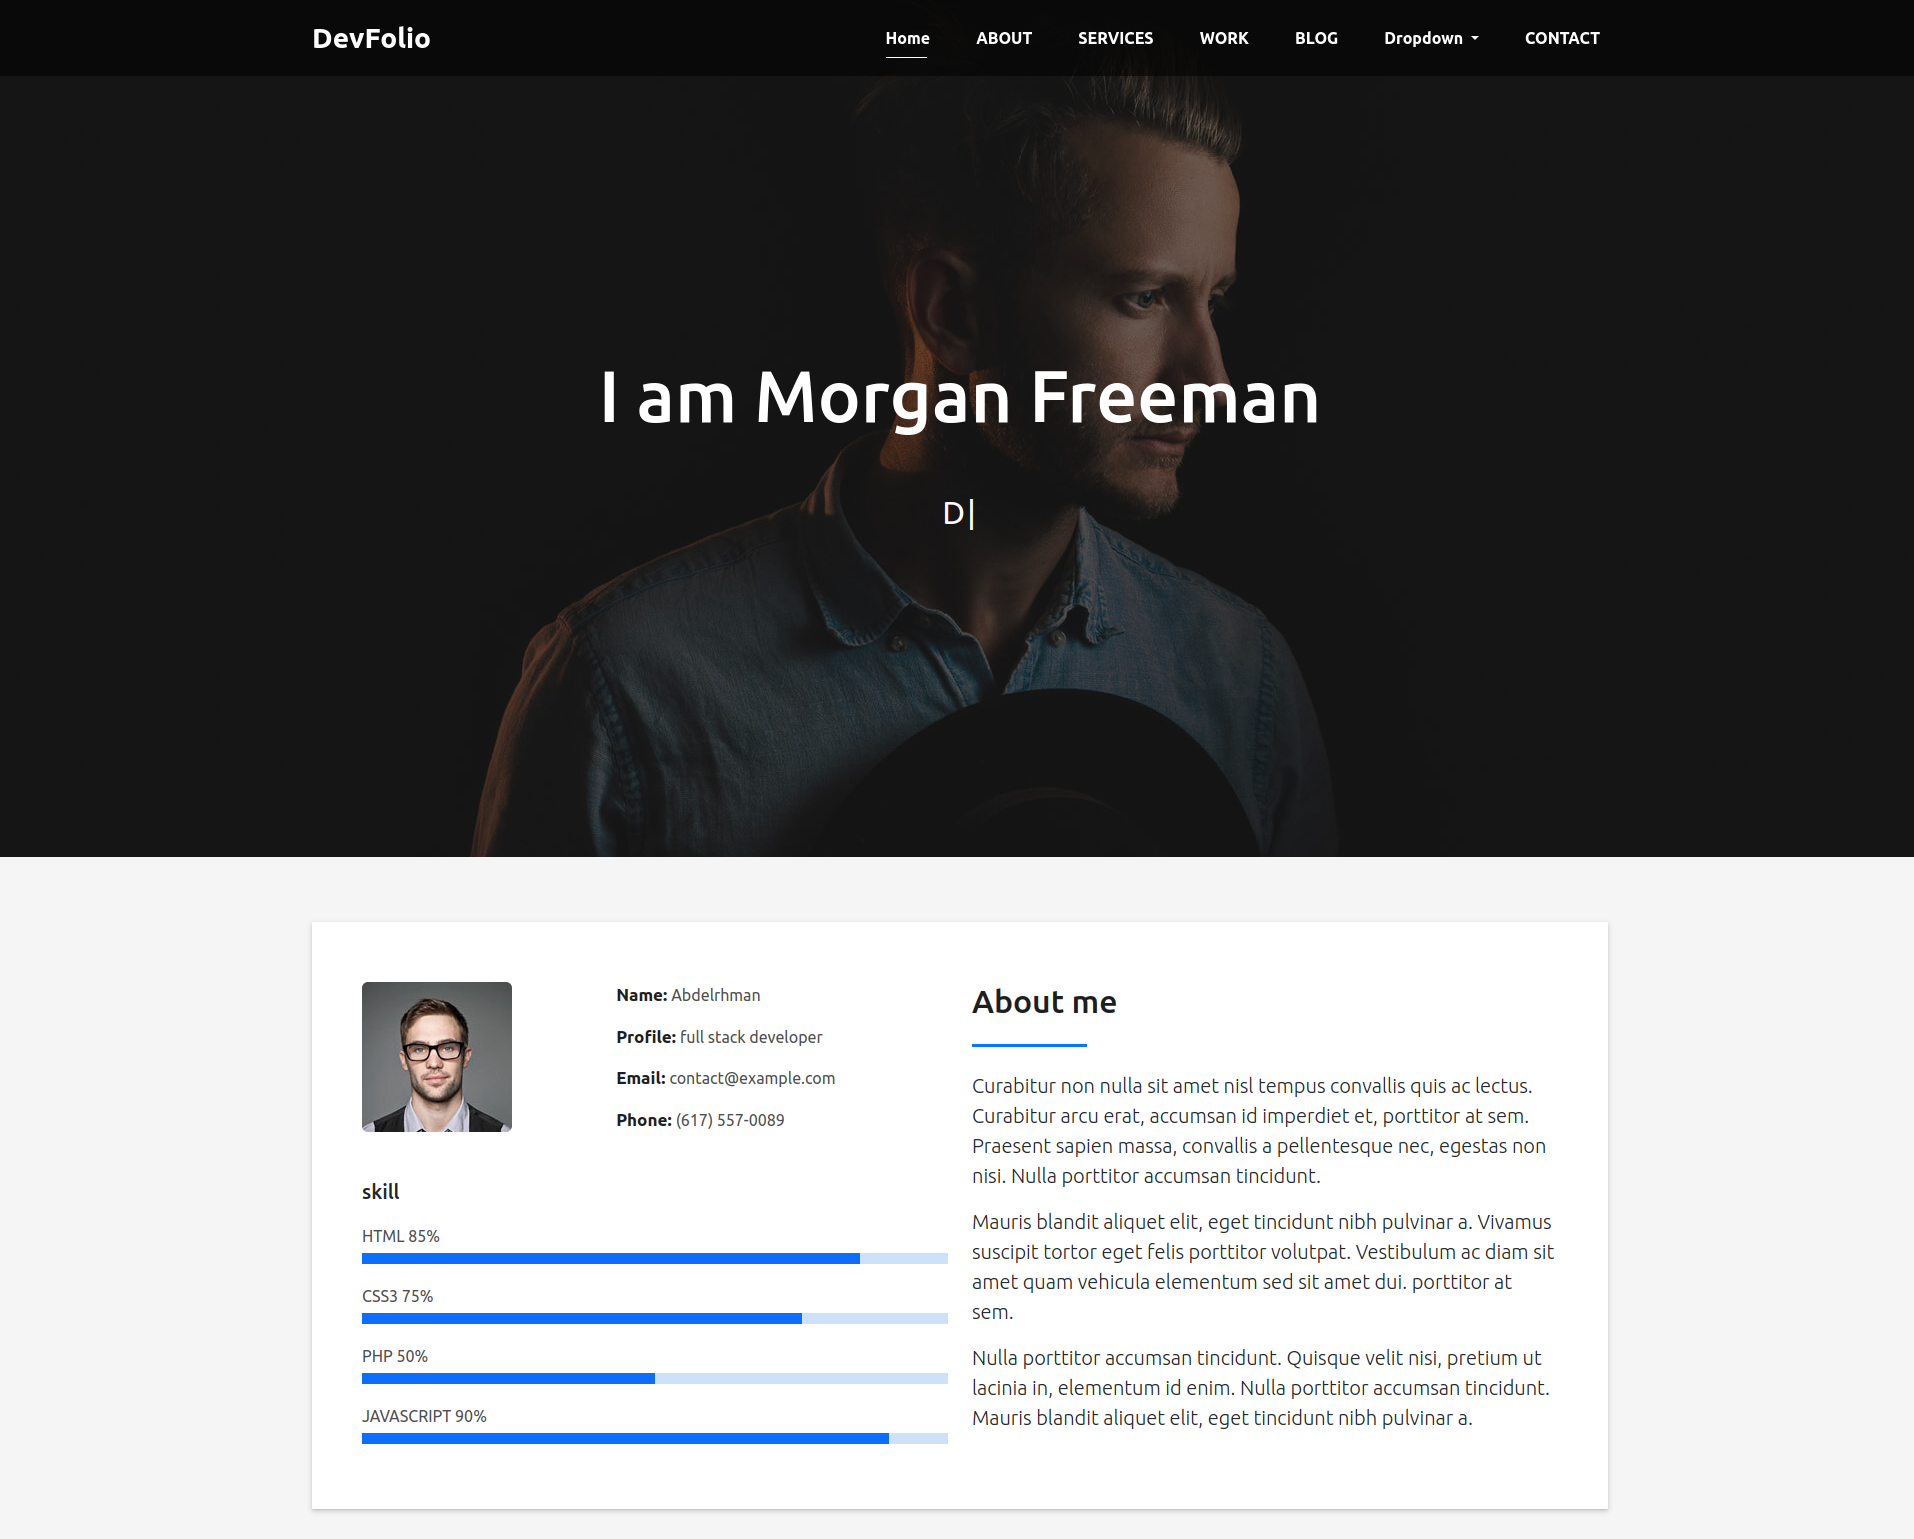 DevFolio
Home ABOUT SERVICES WORK BLOG Dropdown CONTACT
I am Morgan Freeman
D|
Name: Abdelrhman
Profile: full stack developer
Email: contact@example.com
Phone: (617) 557-0089
skill
HTML 85%
CSS3 75%
PHP 50%
JAVASCRIPT 90%
About me
Curabitur non nulla sit amet nisl tempus convallis quis ac lectus.
Curabitur arcu erat, accumsan id imperdiet et, porttitor at sem.
Praesent sapien massa, convallis a pellentesque nec, egestas non
nisi. Nulla porttitor accumsan tincidunt.
Mauris blandit aliquet elit, eget tincidunt nibh pulvinar a. Vivamus
suscipit tortor eget felis porttitor volutpat. Vestibulum ac diam sit
amet quam vehicula elementum sed sit amet dui. porttitor at
sem.
Nulla porttitor accumsan tincidunt. Quisque velit nisi, pretium ut
lacinia in, elementum id enim. Nulla porttitor accumsan tincidunt.
Mauris blandit aliquet elit, eget tincidunt nibh pulvinar a.